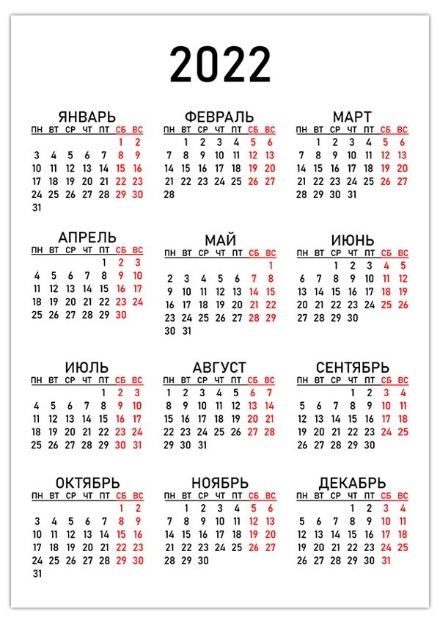 2022
ЯНВАРЬ
ПН ВТ СР ЧТ ПТ СБ ВС
1 2
3 4 5 6 7 8 9
10 11 12 13 14 15 16
17 18 19 20 21 22 23
24 25 26 27 28 29 30
31
ФЕВРАЛЬ
ПН ВТ СР ЧТ ПТ СБ ВС
1 2 3 4 5 6
7 8 9 10 11 12 13
14 15 16 17 18 19 20
21 22 23 24 25 26 27
28
МАРТ
ПН ВТ СР ЧТ ПТ СБ ВС
1 2 3 4 5 6
7 8 9 10 11 12 13
14 15 16 17 18 19 20
21 22 23 24 25 26 27
28 29 30 31
АПРЕЛЬ
ПН ВТ СР ЧТ ПТ СБ ВС
1 2 3
4 5 6 7 8 9 10
11 12 13 14 15 16 17
18 19 20 21 22 23 24
25 26 27 28 29 30
МАЙ
ПН ВТ СР ЧТ ПТ СБ ВС
1
2 3 4 5 6 7 8
9 10 11 12 13 14 15
16 17 18 19 20 21 22
23 24 25 26 27 28 29
30 31
ИЮНЬ
ПН ВТ СР ЧТ ПТ СБ ВС
1 2 3 4 5
6 7 8 9 10 11 12
13 14 15 16 17 18 19
20 21 22 23 24 25 26
27 28 29 30
ИЮЛЬ
ПН ВТ СР ЧТ ПТ СБ ВС
1 2 3
4 5 6 7 8 9 10
11 12 13 14 15 16 17
18 19 20 21 22 23 24
25 26 27 28 29 30 31
АВГУСТ
ПН ВТ СР ЧТ ПТ СБ ВС
1 2 3 4 5 6 7
8 9 10 11 12 13 14
15 16 17 18 19 20 21
22 23 24 25 26 27 28
29 30 31
СЕНТЯБРЬ
ПН ВТ СР ЧТ ПТ СБ ВС
1 2 3 4
5 6 7 8 9 10 11
12 13 14 15 16 17 18
19 20 21 22 23 24 25
26 27 28 29 30
ОКТЯБРЬ
ПН ВТ СР ЧТ ПТ СБ ВС
1 2
3 4 5 6 7 8 9
10 11 12 13 14 15 16
17 18 19 20 21 22 23
24 25 26 27 28 29 30
31
НОЯБРЬ
ПН ВТ СР ЧТ ПТ СБ ВС
1 2 3 4 5 6
7 8 9 10 11 12 13
14 15 16 17 18 19 20
21 22 23 24 25 26 27
28 29 30
ДЕКАБРЬ
ПН ВТ СР ЧТ ПТ СБ ВС
1 2 3 4
5 6 7 8 9 10 11
12 13 14 15 16 17 18
19 20 21 22 23 24 25
26 27 28 29 30 31